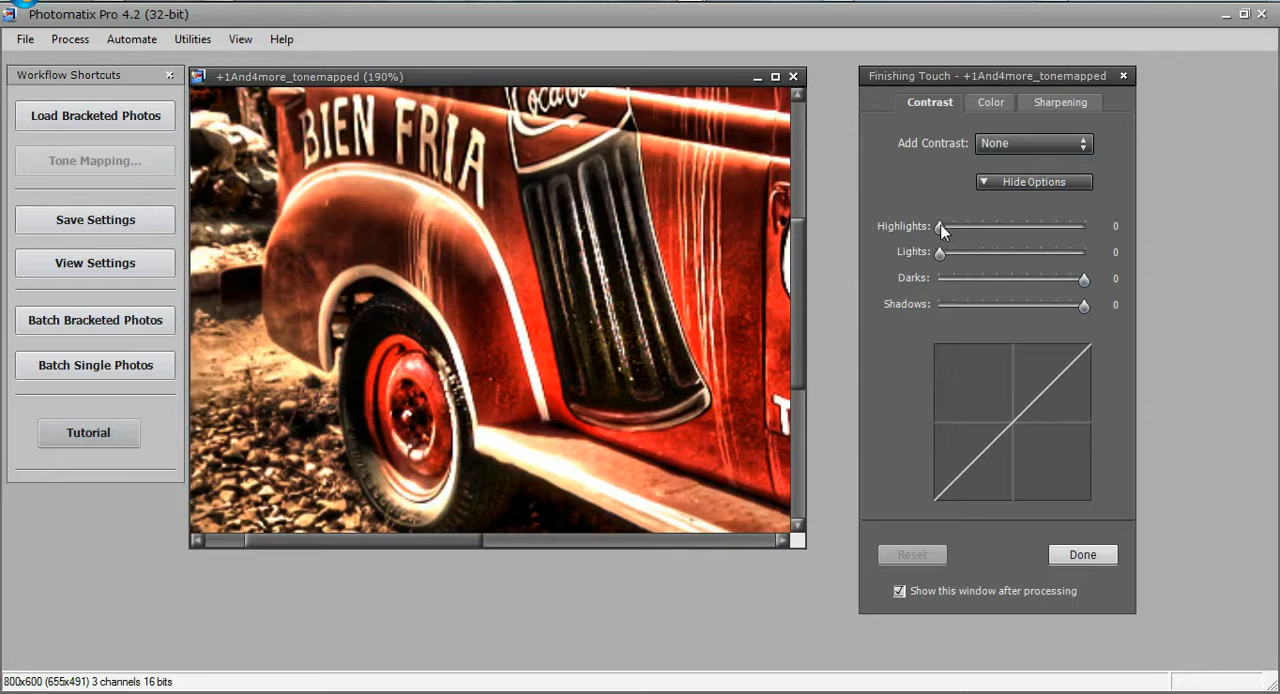 Photomatix Pro 4.2 (32-bit)
File Process Automate Utilities View Help
Workflow Shortcuts
Load Bracketed Photos
Tone Mapping...
Save Settings
View Settings
Batch Bracketed Photos
Batch Single Photos
Tutorial
+1And4more_tonemapped (190%)
BIEN FRIA
Finishing Touch - +1And4more_tonemapped
Contrast Color Sharpening
Add Contrast: None
Hide Options
Highlights: 0
Lights: 0
Darks: 0
Shadows: 0
Reset Done
Show this window after processing
800x600 (655x491) 3 channels 16 bits